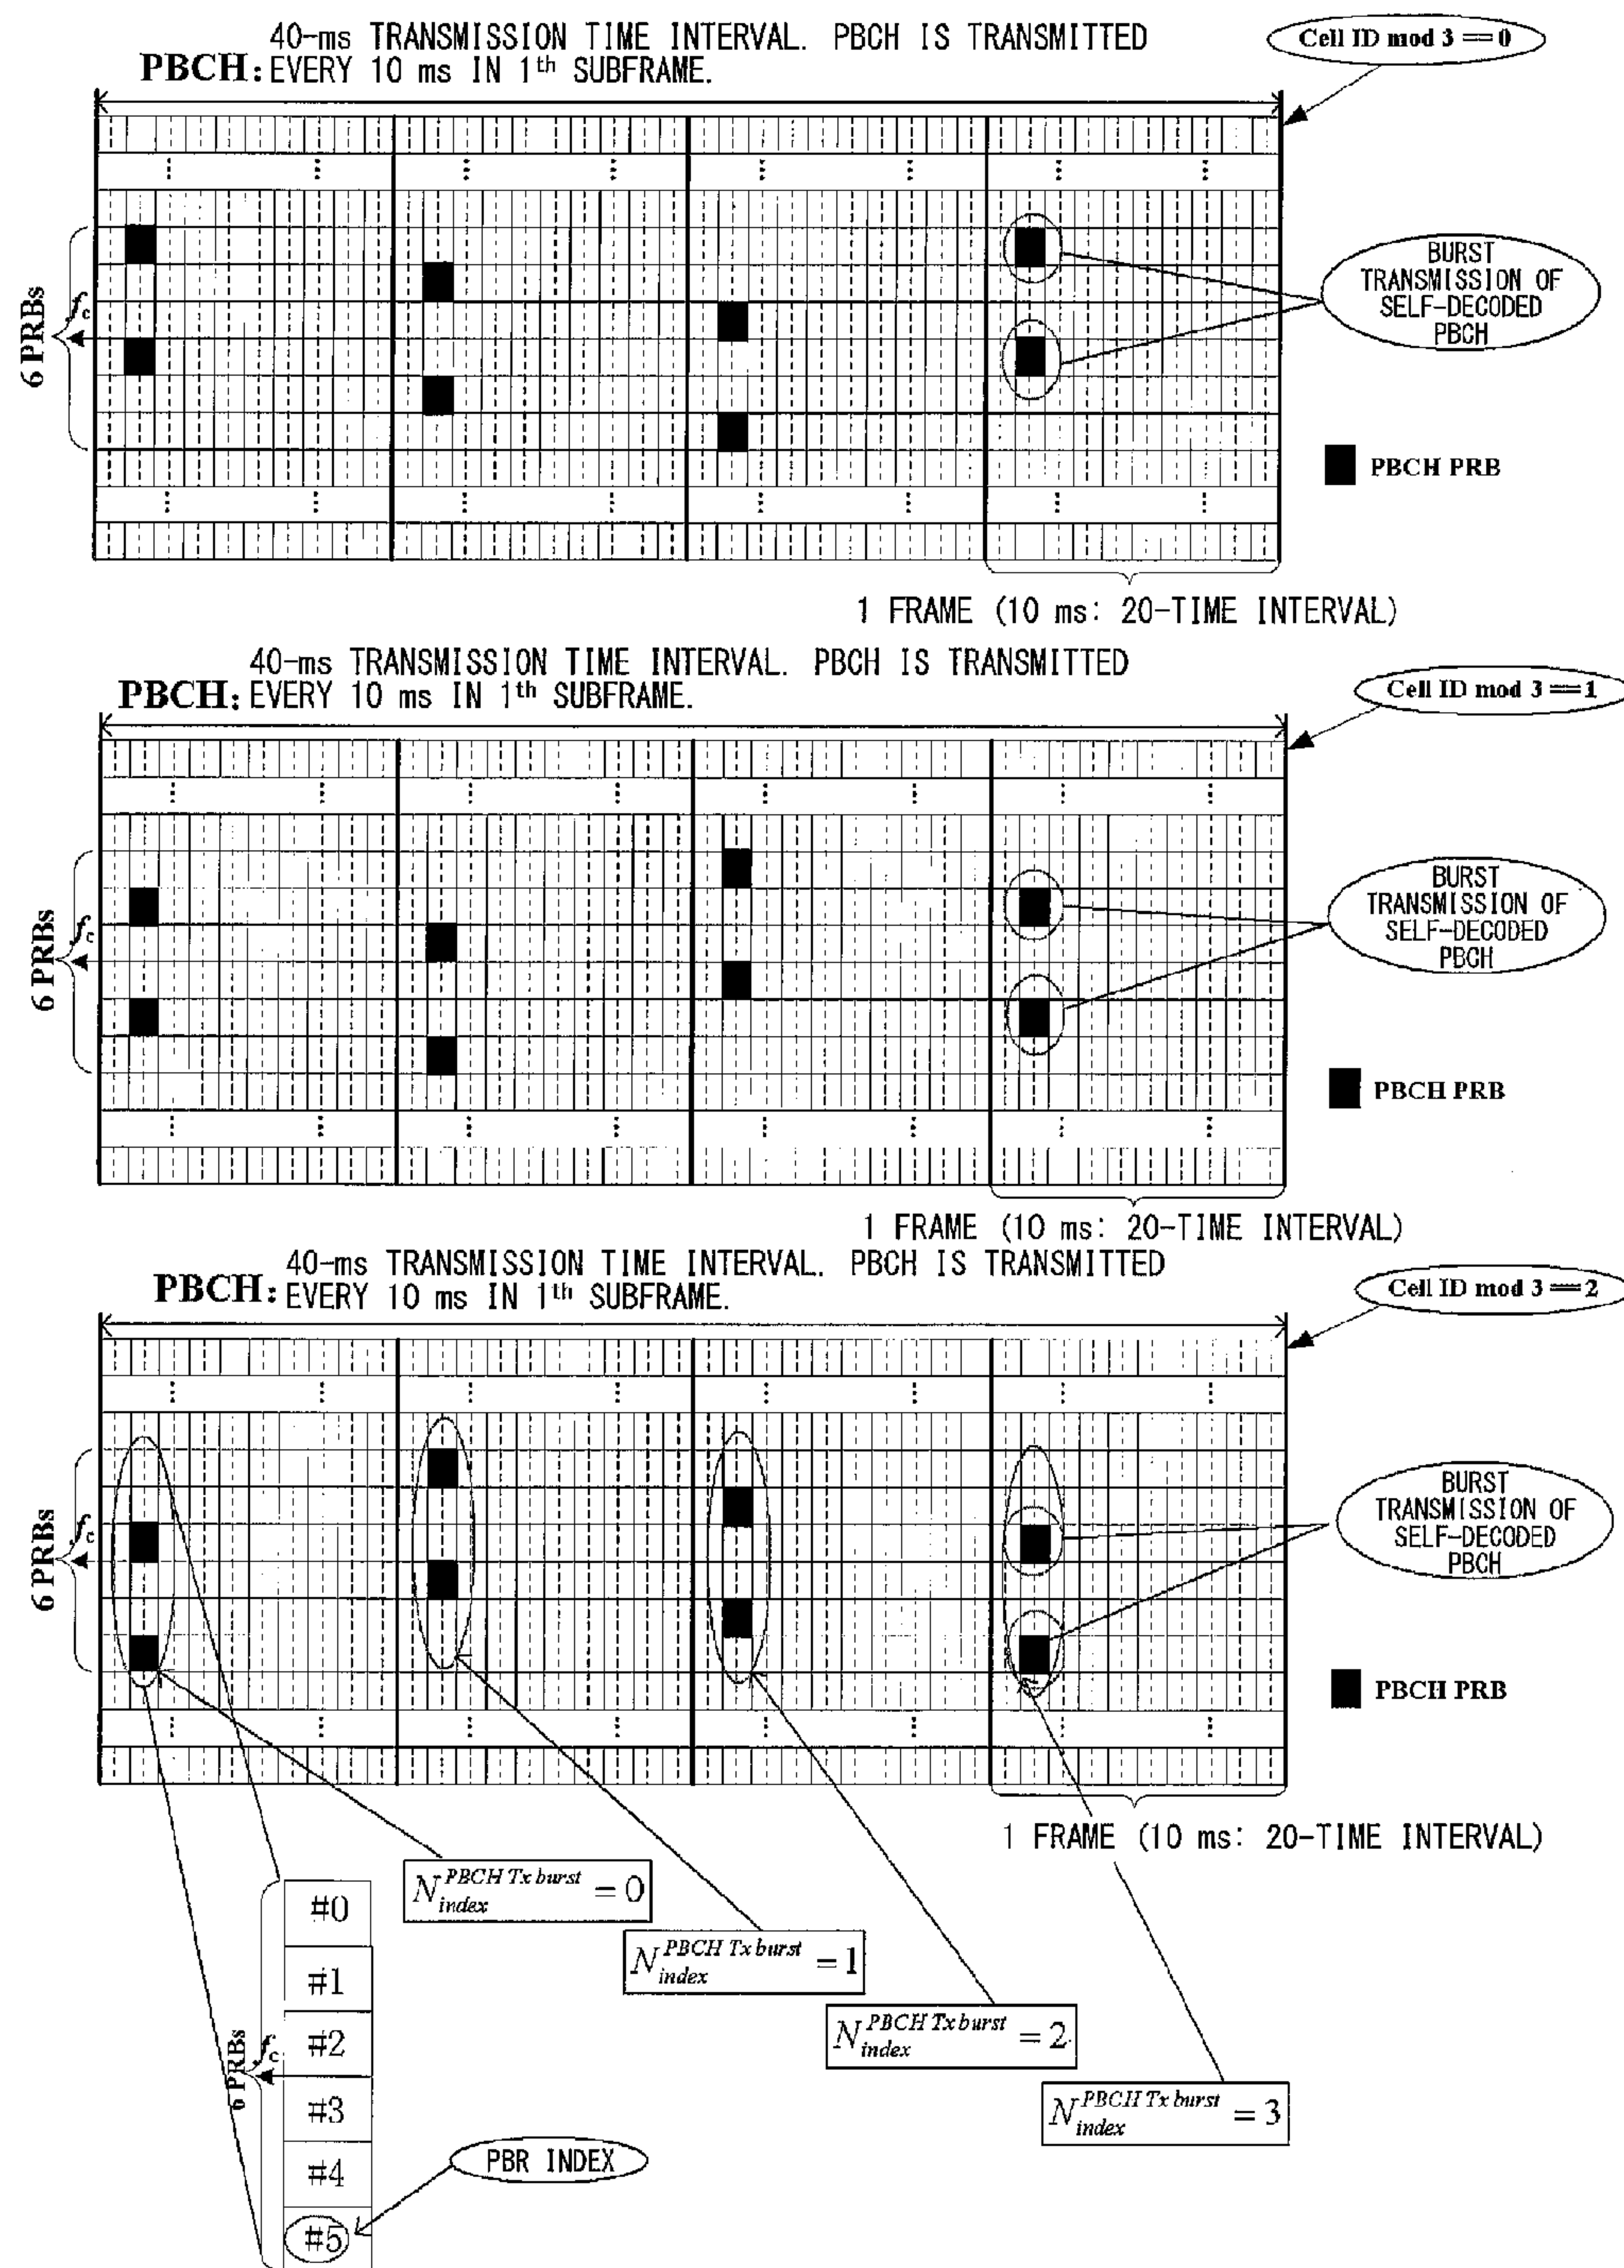 40-ms TRANSMISSION TIME INTERVAL. PBCH IS TRANSMITTED
PBCH: EVERY 10 ms IN 1th SUBFRAME.
Cell ID mod 3 == 0
6 PRBs
fc
BURST
TRANSMISSION OF
SELF-DECODED
PBCH
PBCH PRB
1 FRAME (10 ms: 20-TIME INTERVAL)
40-ms TRANSMISSION TIME INTERVAL. PBCH IS TRANSMITTED
PBCH: EVERY 10 ms IN 1th SUBFRAME.
Cell ID mod 3 == 1
6 PRBs
fc
BURST
TRANSMISSION OF
SELF-DECODED
PBCH
PBCH PRB
1 FRAME (10 ms: 20-TIME INTERVAL)
40-ms TRANSMISSION TIME INTERVAL. PBCH IS TRANSMITTED
PBCH: EVERY 10 ms IN 1th SUBFRAME.
Cell ID mod 3 == 2
6 PRBs
fc
BURST
TRANSMISSION OF
SELF-DECODED
PBCH
PBCH PRB
1 FRAME (10 ms: 20-TIME INTERVAL)
N index PBCH Tx burst = 0
N index PBCH Tx burst = 1
N index PBCH Tx burst = 2
N index PBCH Tx burst = 3
6 PRBs
fc
#0
#1
#2
#3
#4
#5
PBR INDEX